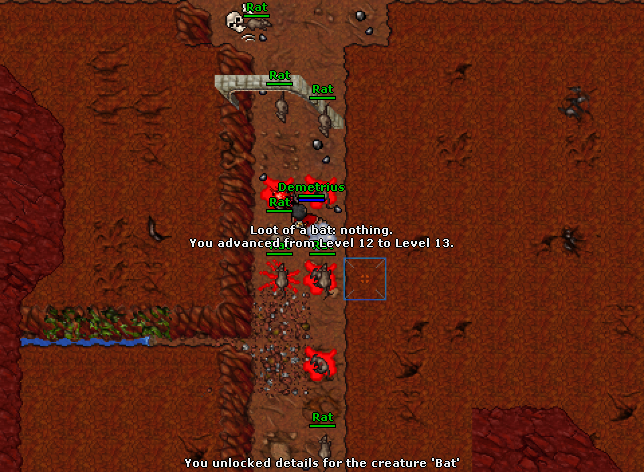 Rat
Rat
Rat
Demetrius
Rat
Loot of a bat: nothing.
You advanced from Level 12 to Level 13.
Rat
You unlocked details for the creature 'Bat'